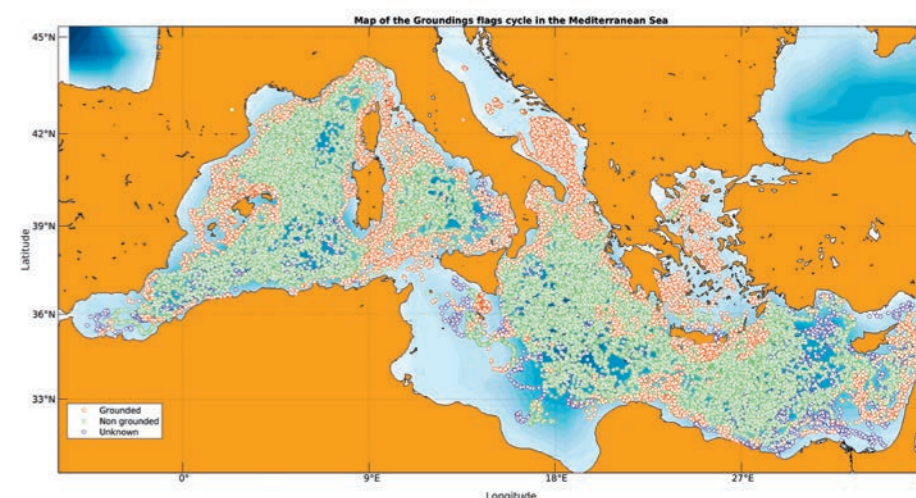 Map of the Groundings flags cycle in the Mediterranean Sea
45°N
42°N
39°N
36°N
33°N
Latitude
Grounded
Non grounded
Unknown
0°
9°E
18°E
27°E
Longitude